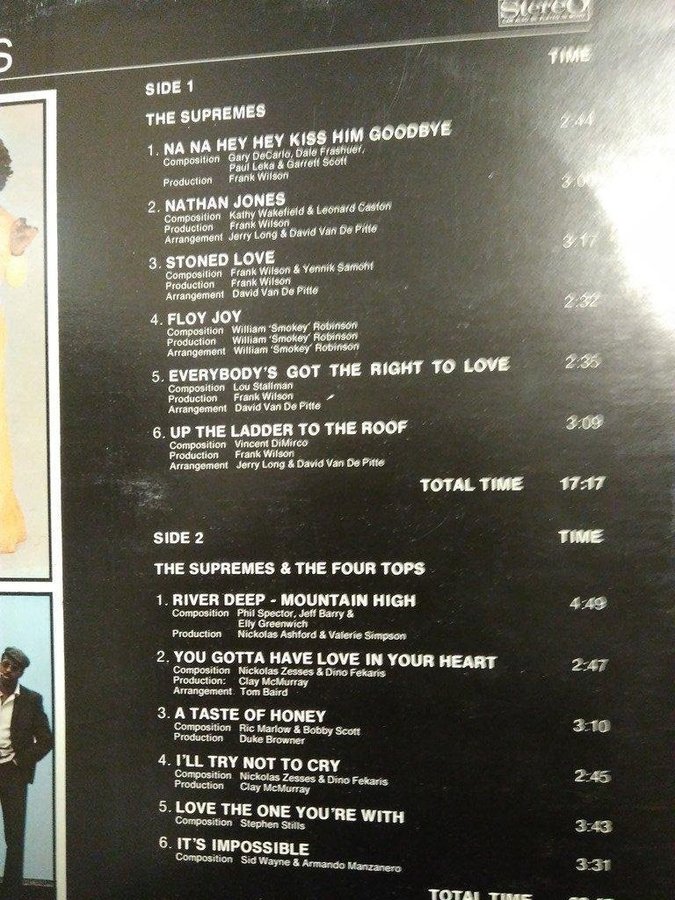 S
Stereo
TIME
SIDE 1
THE SUPREMES
1. NA NA HEY HEY KISS HIM GOODBYE 2:44
Composition Gary DeCarlo, Dale Frashuer,
Paul Leka & Garrett Scott
Production Frank Wilson
2. NATHAN JONES
Composition Kathy Wakefield & Leonard Caston
Production Frank Wilson
Arrangement Jerry Long & David Van De Pitte
3. STONED LOVE 3:17
Composition Frank Wilson & Yennik Samoht
Production Frank Wilson
Arrangement David Van De Pitte
4. FLOY JOY 2:32
Composition William 'Smokey' Robinson
Production William 'Smokey' Robinson
Arrangement William 'Smokey' Robinson
5. EVERYBODY'S GOT THE RIGHT TO LOVE 2:35
Composition Lou Stallman
Production Frank Wilson
Arrangement David Van De Pitte
6. UP THE LADDER TO THE ROOF 3:09
Composition Vincent DiMirco
Production Frank Wilson
Arrangement Jerry Long & David Van De Pitte
TOTAL TIME 17:17
SIDE 2 TIME
THE SUPREMES & THE FOUR TOPS
1. RIVER DEEP - MOUNTAIN HIGH 4:49
Composition Phil Spector, Jeff Barry &
Elly Greenwich
Production Nickolas Ashford & Valerie Simpson
2. YOU GOTTA HAVE LOVE IN YOUR HEART 2:47
Composition Nickolas Zesses & Dino Fekaris
Production: Clay McMurray
Arrangement Tom Baird
3. A TASTE OF HONEY 3:10
Composition Ric Marlow & Bobby Scott
Production Duke Browner
4. I'LL TRY NOT TO CRY 2:45
Composition Nickolas Zesses & Dino Fekaris
Production Clay McMurray
5. LOVE THE ONE YOU'RE WITH 3:43
Composition Stephen Stills
6. IT'S IMPOSSIBLE 3:31
Composition Sid Wayne & Armando Manzanero
TOTAL TIME